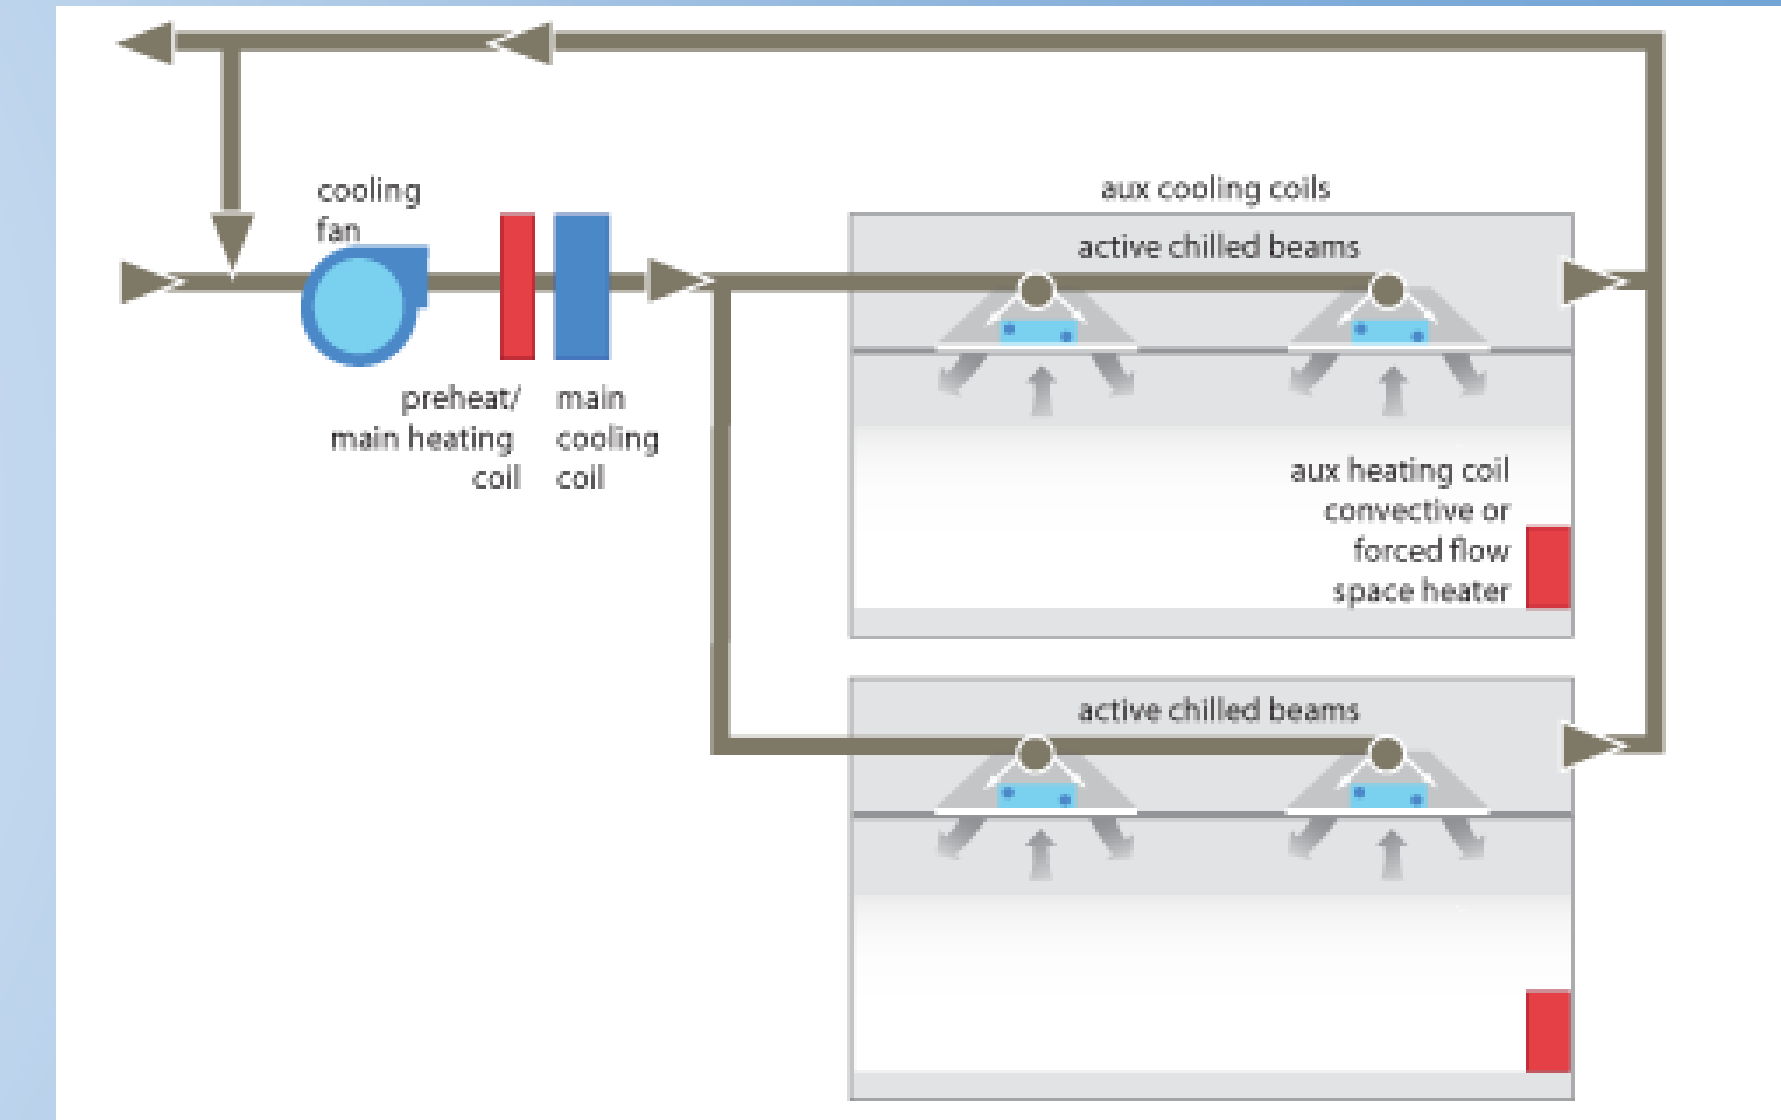 cooling
fan
preheat/
main heating
coil
main
cooling
coil
aux cooling coils
active chilled beams
aux heating coil
convective or
forced flow
space heater
active chilled beams